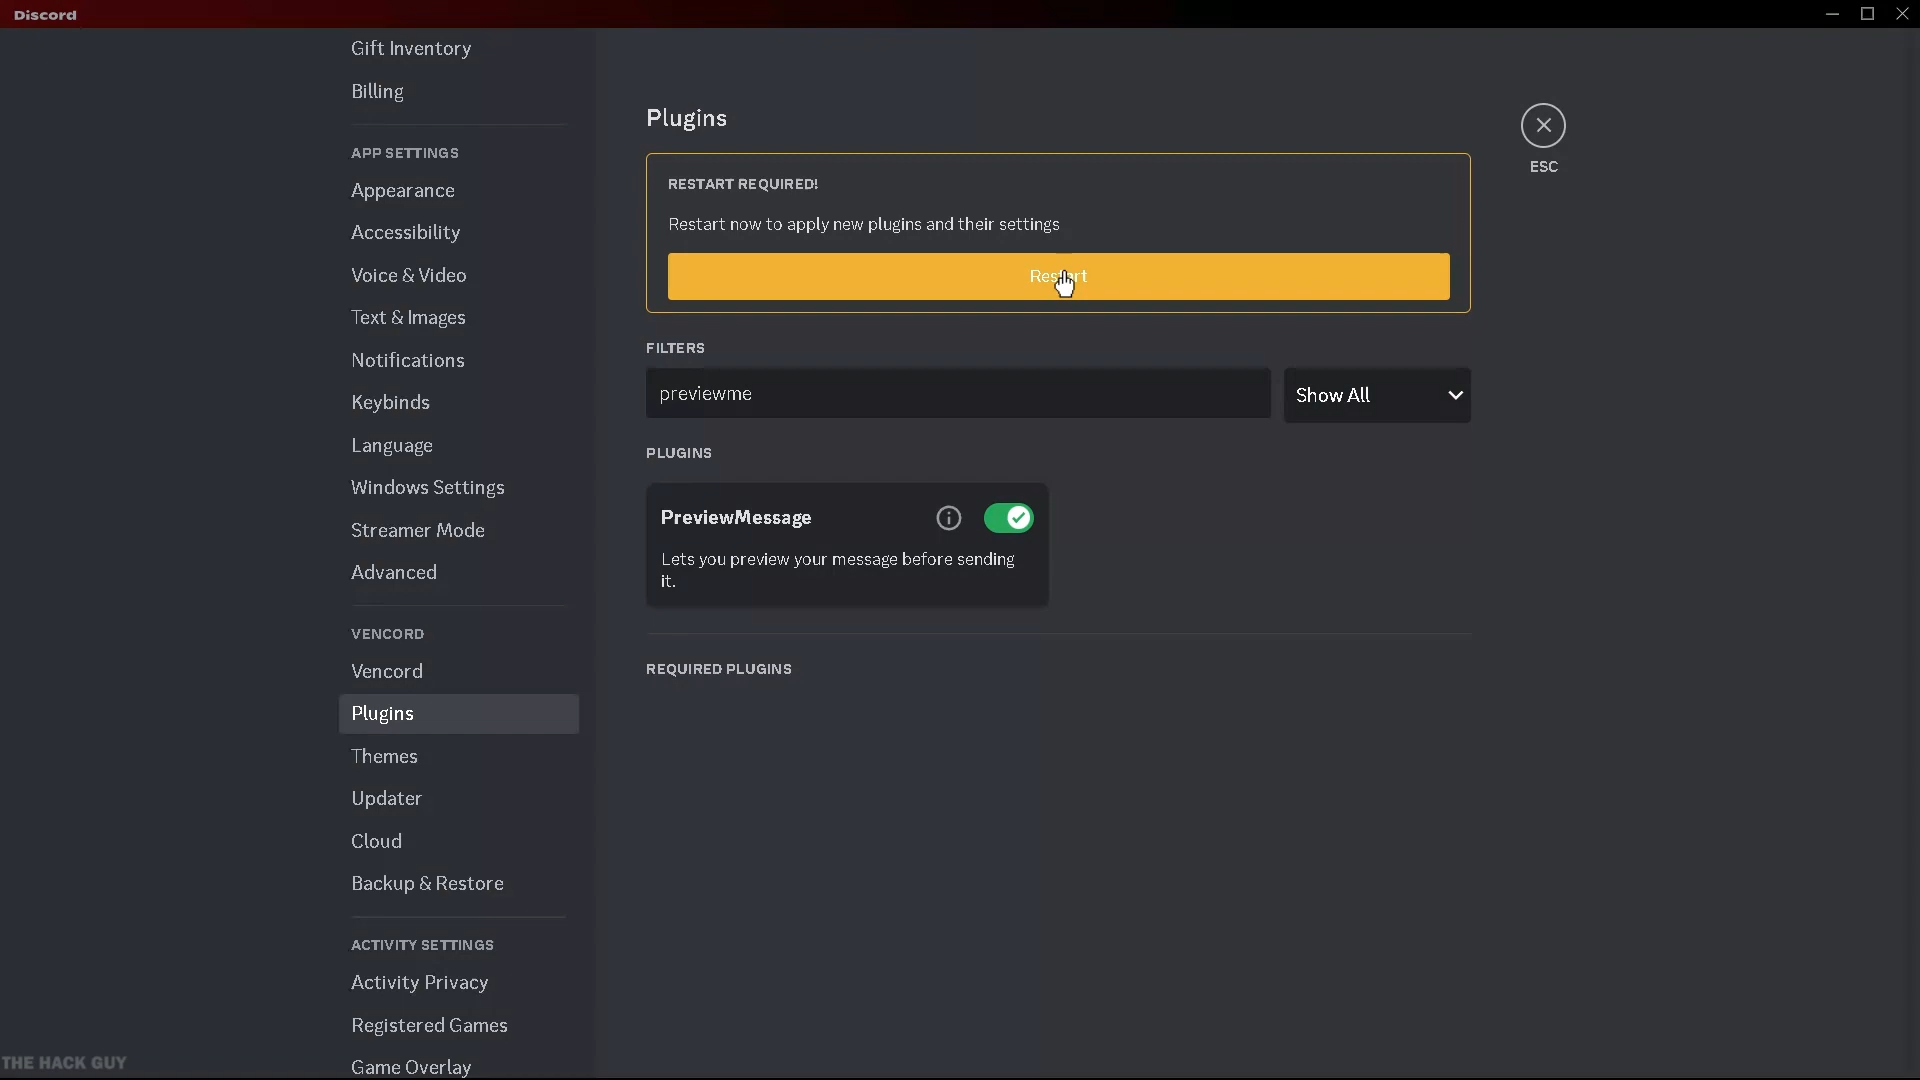 Discord
Gift Inventory
Billing
APP SETTINGS
Appearance
Accessibility
Voice & Video
Text & Images
Notifications
Keybinds
Language
Windows Settings
Streamer Mode
Advanced
VENCORD
Vencord
Plugins
Themes
Updater
Cloud
Backup & Restore
ACTIVITY SETTINGS
Activity Privacy
Registered Games
Game Overlay
Plugins
RESTART REQUIRED!
Restart now to apply new plugins and their settings
Restart
FILTERS
previewme
Show All
PLUGINS
PreviewMessage
Lets you preview your message before sending
it.
REQUIRED PLUGINS
ESC
THE HACK GUY